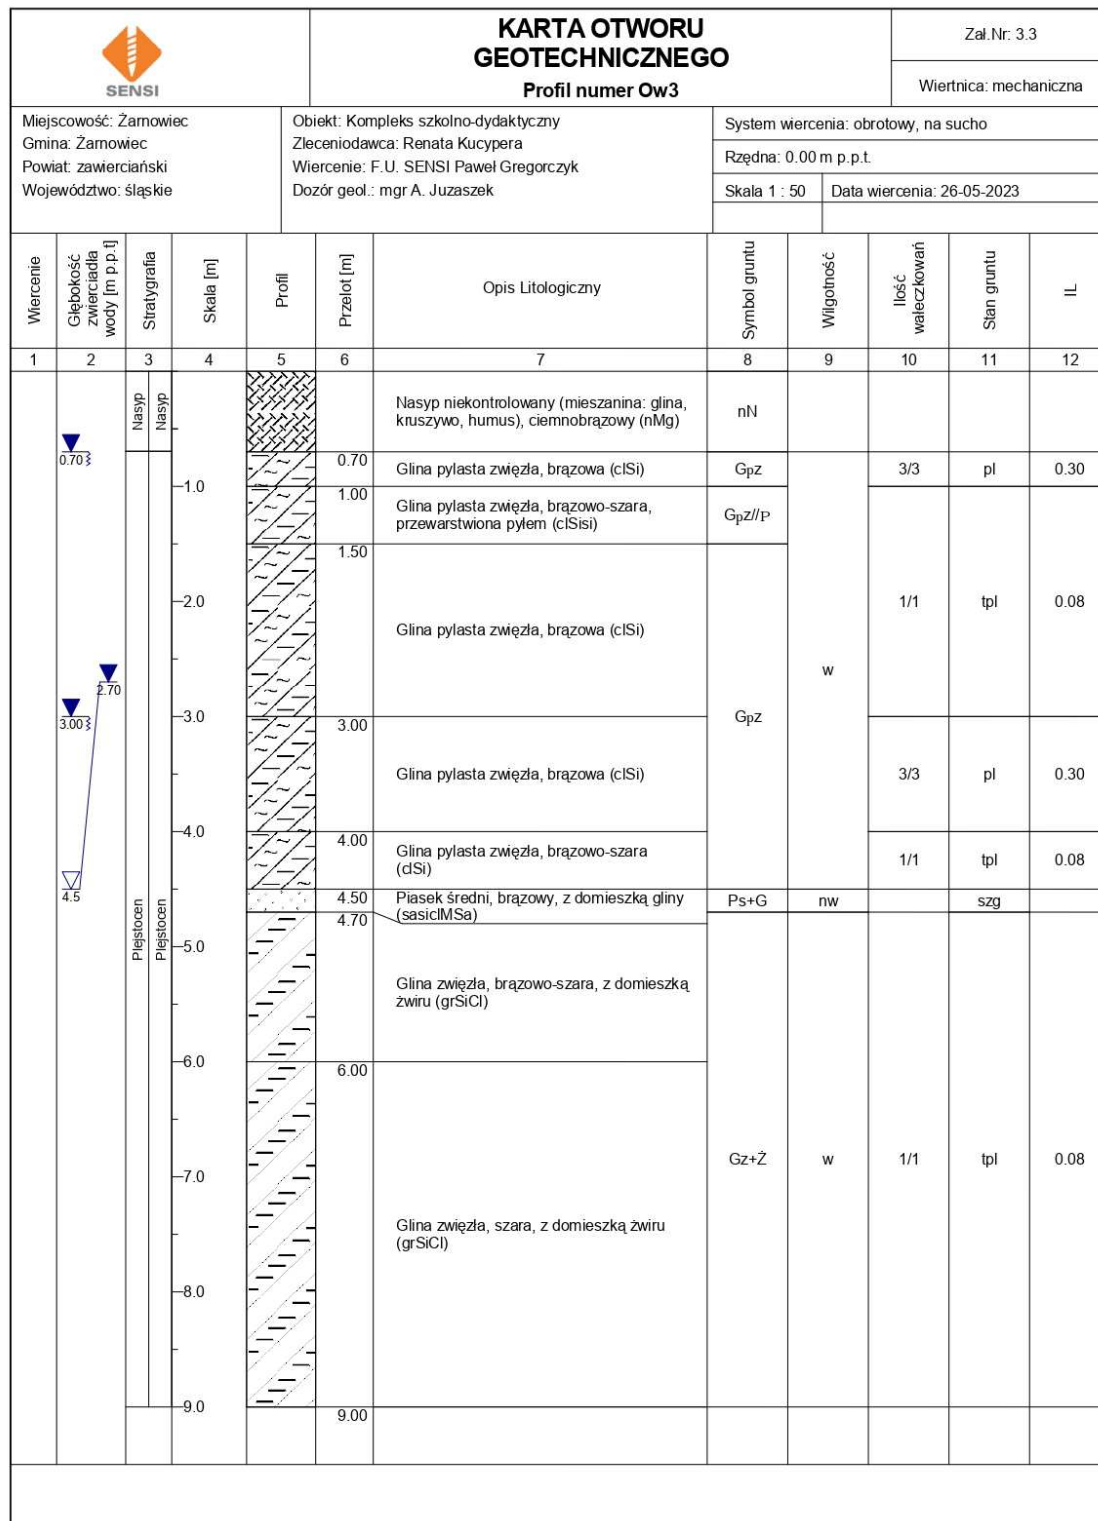 SENSI
KARTA OTWORU
GEOTECHNICZNEGO
Profil numer Ow3
Zał.Nr: 3.3
Wiertnica: mechaniczna
Miejscowość: Żarnowiec
Gmina: Żarnowiec
Powiat: zawierciański
Województwo: śląskie
Obiekt: Kompleks szkolno-dydaktyczny
Zleceniodawca: Renata Kucypera
Wiercenie: F.U. SENSI Paweł Gregorczyk
Dozór geol.: mgr A. Juzaszek
System wiercenia: obrotowy, na sucho
Rzędna: 0.00 m p.p.t.
Skala 1 : 50 Data wiercenia: 26-05-2023
Wiercenie
Głębokość
zwierciadła
wody [m p.p.t]
Stratygrafia
Skala [m]
Profil
Przelot [m]
Opis Litologiczny
Symbol gruntu
Wilgotność
Ilość
wałeczkowań
Stan gruntu
IL
1 2 3 4 5 6 7 8 9 10 11 12
Nasyp Nasyp
Nasyp niekontrolowany (mieszanina: glina,
kruszywo, humus), ciemnobrązowy (nMg)
nN
0.70
0.70
Glina pylasta zwięzła, brązowa (clSi)
Gpz
3/3 pl 0.30
1.0
1.00
Glina pylasta zwięzła, brązowo-szara,
przewarstwiona pyłem (clSisi)
Gpz//P
1.50
2.0
Glina pylasta zwięzła, brązowa (clSi)
1/1 tpl 0.08
w
2.70
3.00
3.0
3.00
Gpz
Glina pylasta zwięzła, brązowa (clSi)
3/3 pl 0.30
4.0
4.00
Glina pylasta zwięzła, brązowo-szara
(clSi)
1/1 tpl 0.08
4.5
4.50
Piasek średni, brązowy, z domieszką gliny
(sasiclMSa)
Ps+G nw szg
4.70
Plejstocen Plejstocen
5.0
Glina zwięzła, brązowo-szara, z domieszką
żwiru (grSiCl)
6.0
6.00
7.0
Gz+Ż w 1/1 tpl 0.08
Glina zwięzła, szara, z domieszką żwiru
(grSiCl)
8.0
9.0
9.00